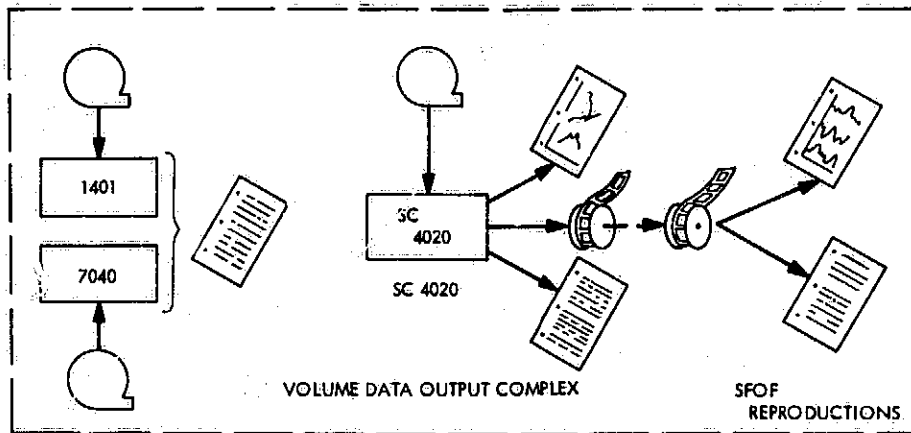 1401
7040
SC
4020
SC 4020
VOLUME DATA OUTPUT COMPLEX
SFOF
REPRODUCTIONS